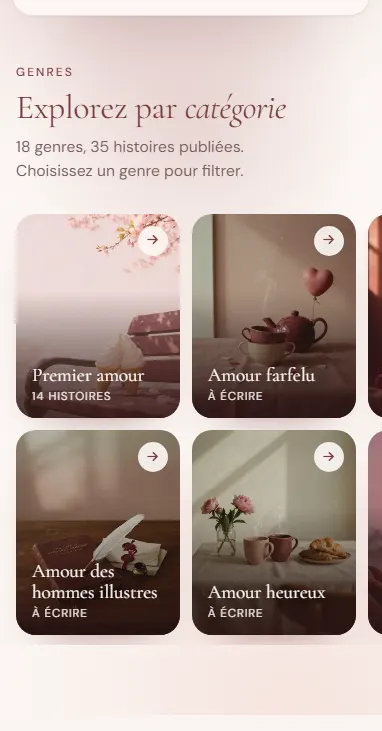 GENRES
Explorez par catégorie
18 genres, 35 histoires publiées.
Choisissez un genre pour filtrer.
Premier amour
14 HISTOIRES
Amour farfelu
À ÉCRIRE
Amour des
hommes illustres
À ÉCRIRE
Amour heureux
À ÉCRIRE